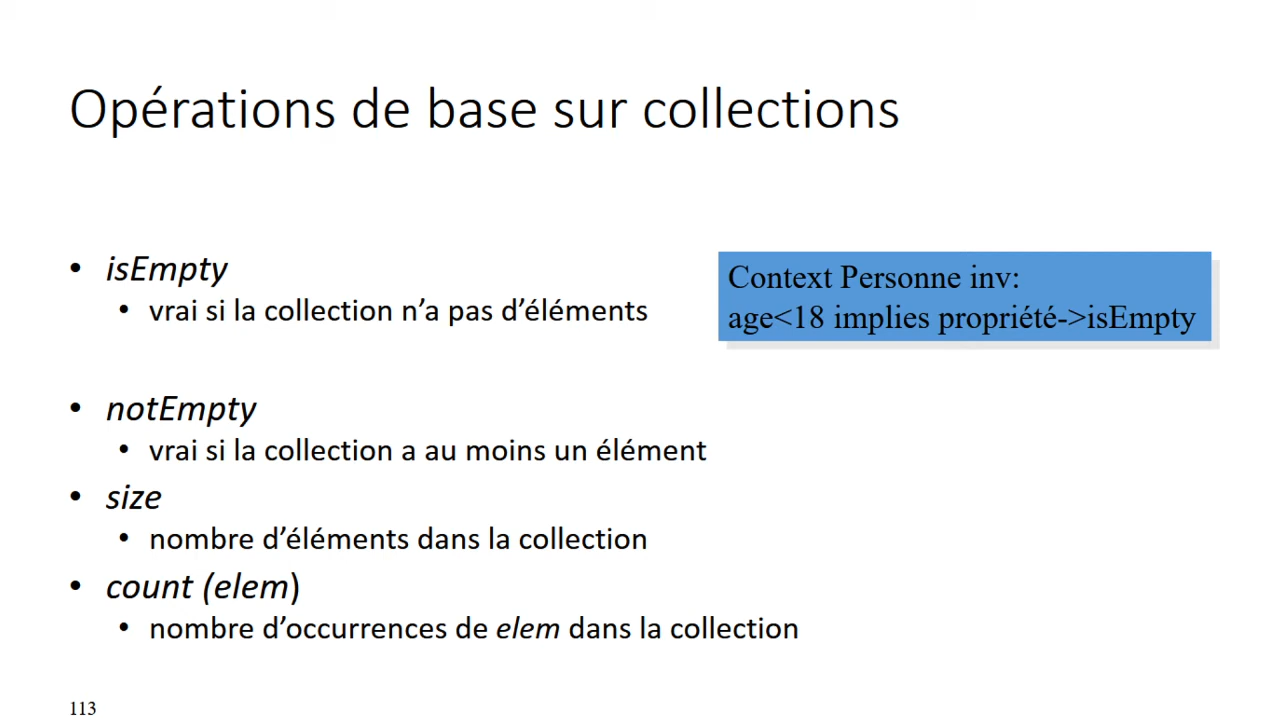 Opérations de base sur collections
• isEmpty
• vrai si la collection n’a pas d’éléments
Context Personne inv:
age<18 implies propriété->isEmpty
• notEmpty
• vrai si la collection a au moins un élément
• size
• nombre d’éléments dans la collection
• count (elem)
• nombre d’occurrences de elem dans la collection
113